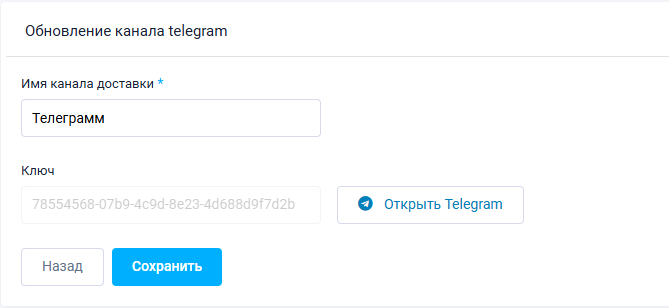 Обновление канала telegram
Имя канала доставки *
Телеграмм
Ключ
78554568-07b9-4c9d-8e23-4d688d9f7d2b
Открыть Telegram
Назад
Сохранить